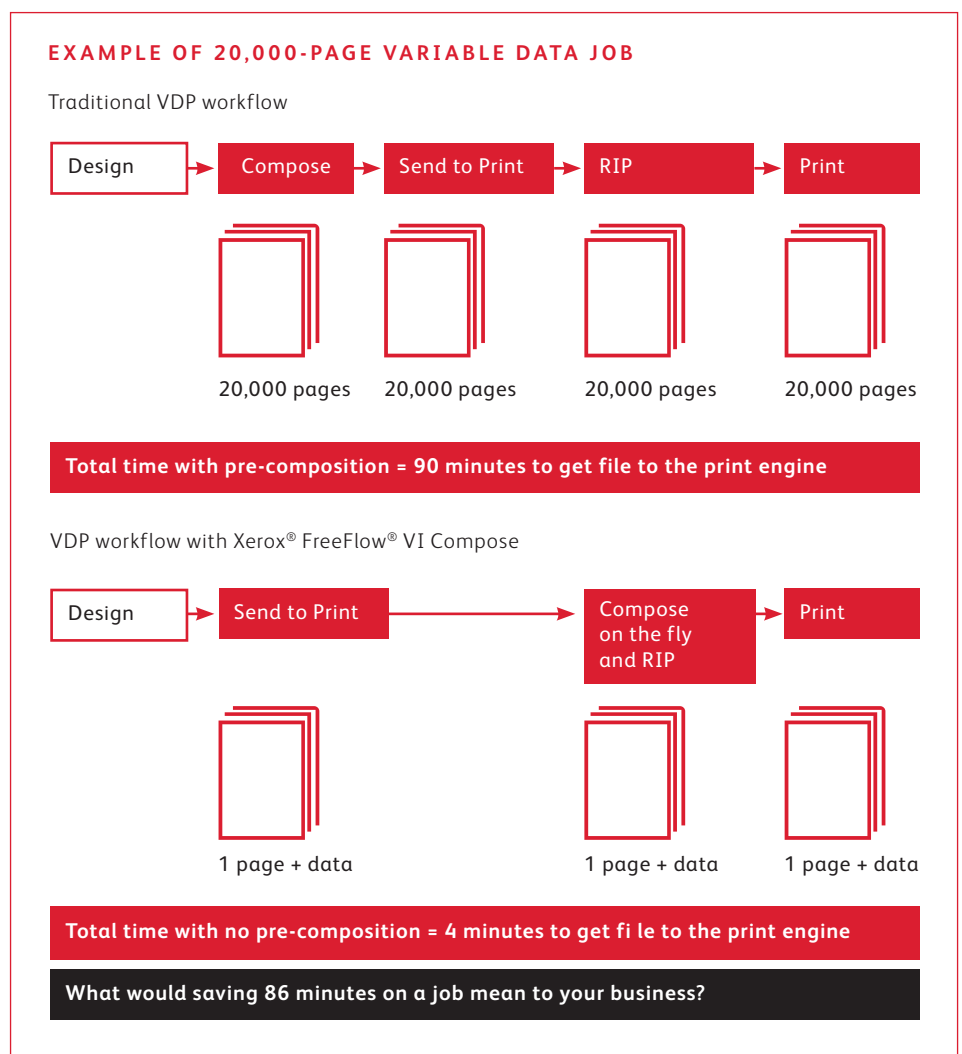 EXAMPLE OF 20,000-PAGE VARIABLE DATA JOB
Traditional VDP workflow
Design
Compose
Send to Print
RIP
Print
20,000 pages
20,000 pages
20,000 pages
20,000 pages
Total time with pre-composition = 90 minutes to get file to the print engine
VDP workflow with Xerox® FreeFlow® VI Compose
Design
Send to Print
Compose
on the fly
and RIP
Print
1 page + data
1 page + data
1 page + data
Total time with no pre-composition = 4 minutes to get fi le to the print engine
What would saving 86 minutes on a job mean to your business?